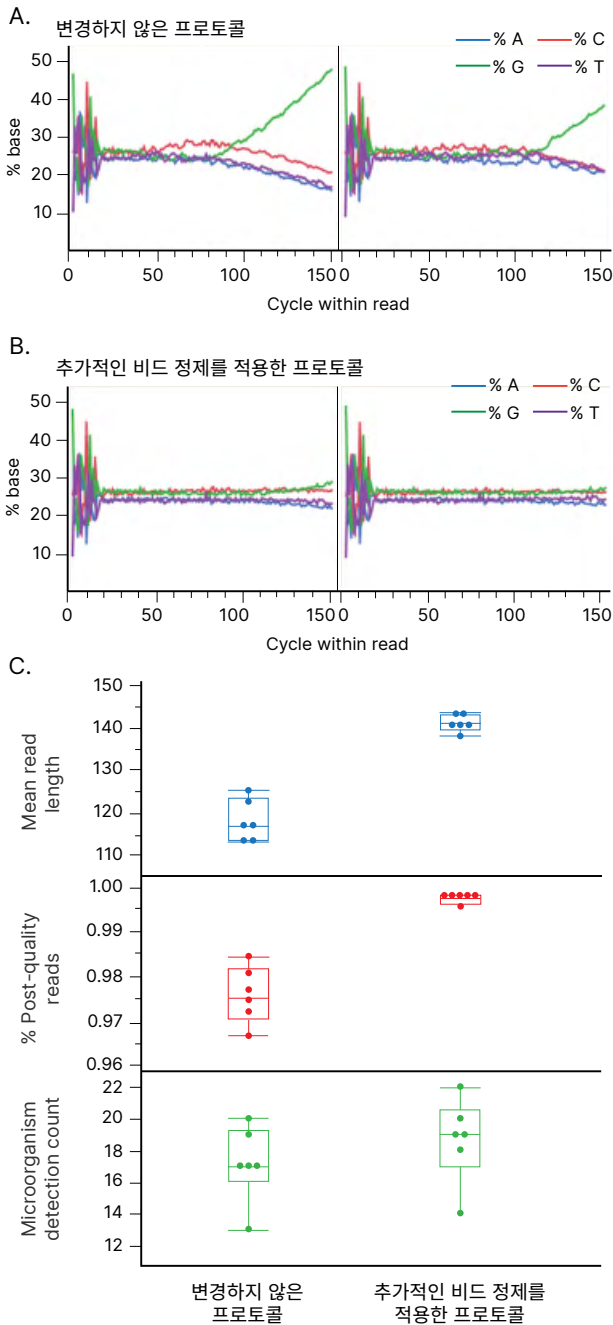 A.
변경하지 않은 프로토콜
% A
% C
% G
% T
50
40
30
20
10
% base
0
50
100
150
0
50
100
150
Cycle within read
B.
추가적인 비드 정제를 적용한 프로토콜
% A
% C
% G
% T
50
40
30
20
10
% base
0
50
100
150
0
50
100
150
Cycle within read
C.
150
140
130
120
110
Mean read
length
1.00
0.99
0.98
0.97
0.96
% Post-quality
reads
22
20
18
16
14
12
Microorganism
detection count
변경하지 않은
프로토콜
추가적인 비드 정제를
적용한 프로토콜